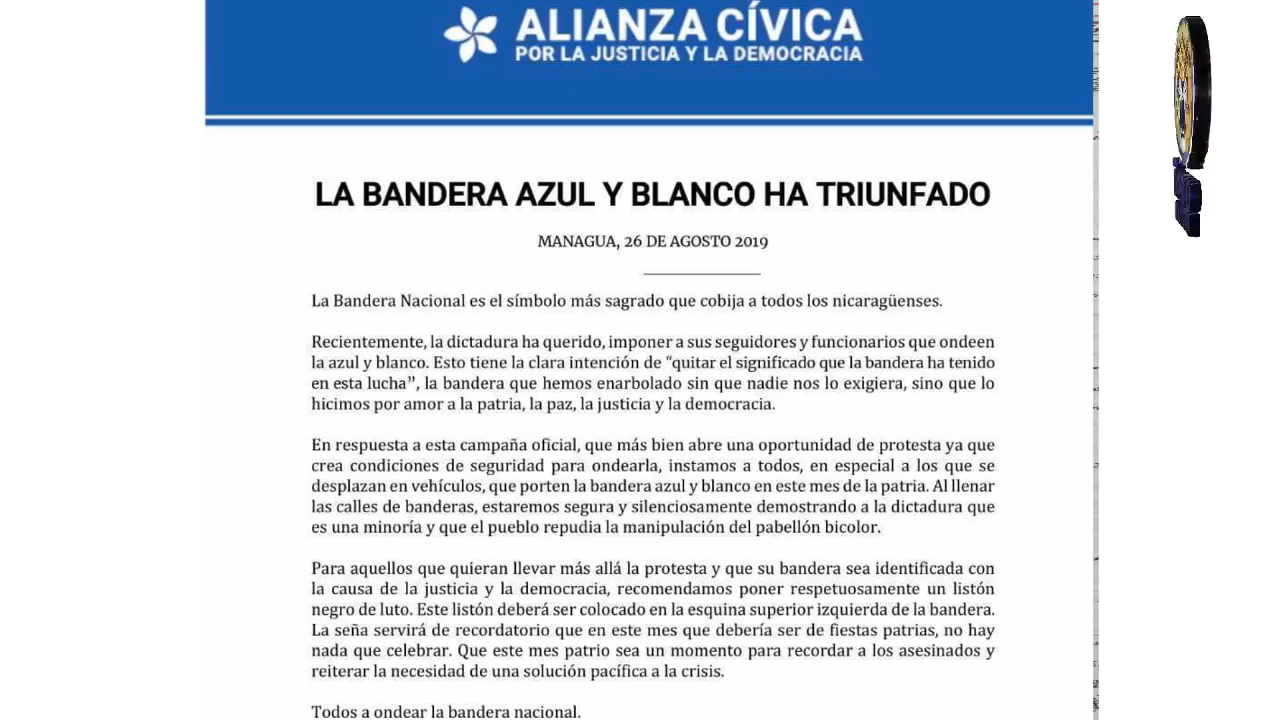 ALIANZA CÍVICA
POR LA JUSTICIA Y LA DEMOCRACIA
LA BANDERA AZUL Y BLANCO HA TRIUNFADO
MANAGUA, 26 DE AGOSTO 2019
La Bandera Nacional es el símbolo más sagrado que cobija a todos los nicaragüenses.
Recientemente, la dictadura ha querido, imponer a sus seguidores y funcionarios que ondeen
la azul y blanco. Esto tiene la clara intención de “quitar el significado que la bandera ha tenido
en esta lucha”, la bandera que hemos enarbolado sin que nadie nos lo exigiera, sino que lo
hicimos por amor a la patria, la paz, la justicia y la democracia.
En respuesta a esta campaña oficial, que más bien abre una oportunidad de protesta ya que
crea condiciones de seguridad para ondearla, instamos a todos, en especial a los que se
desplazan en vehículos, que porten la bandera azul y blanco en este mes de la patria. Al llenar
las calles de banderas, estaremos segura y silenciosamente demostrando a la dictadura que
es una minoría y que el pueblo repudia la manipulación del pabellón bicolor.
Para aquellos que quieran llevar más allá la protesta y que su bandera sea identificada con
la causa de la justicia y la democracia, recomendamos poner respetuosamente un listón
negro de luto. Este listón deberá ser colocado en la esquina superior izquierda de la bandera.
La seña servirá de recordatorio que en este mes que debería ser de fiestas patrias, no hay
nada que celebrar. Que este mes patrio sea un momento para recordar a los asesinados y
reiterar la necesidad de una solución pacífica a la crisis.
Todos a ondear la bandera nacional.